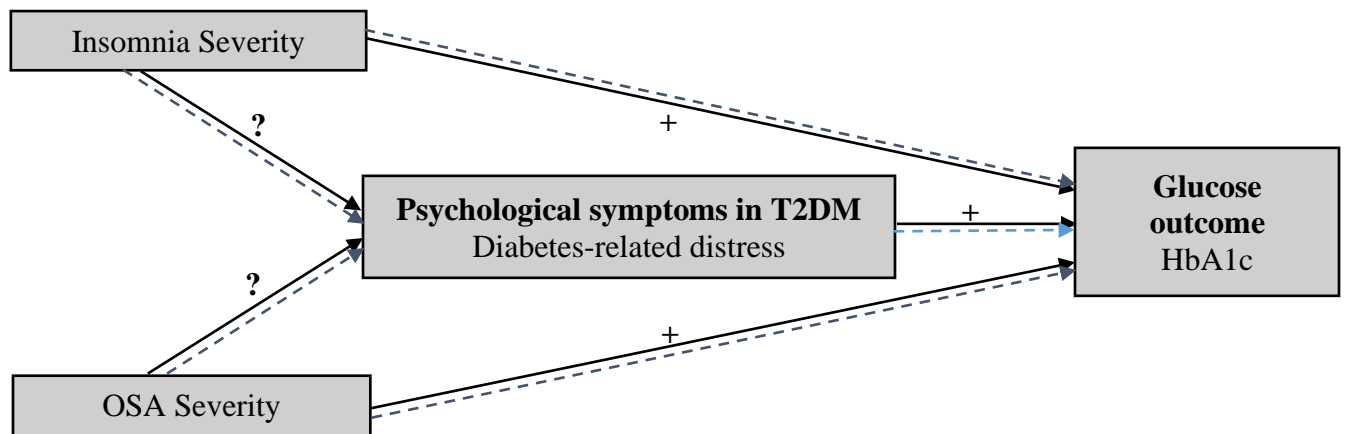 Insomnia Severity
+
?
Glucose
outcome
HbA1c
Psychological symptoms in T2DM
Diabetes-related distress
+
?
+
OSA Severity